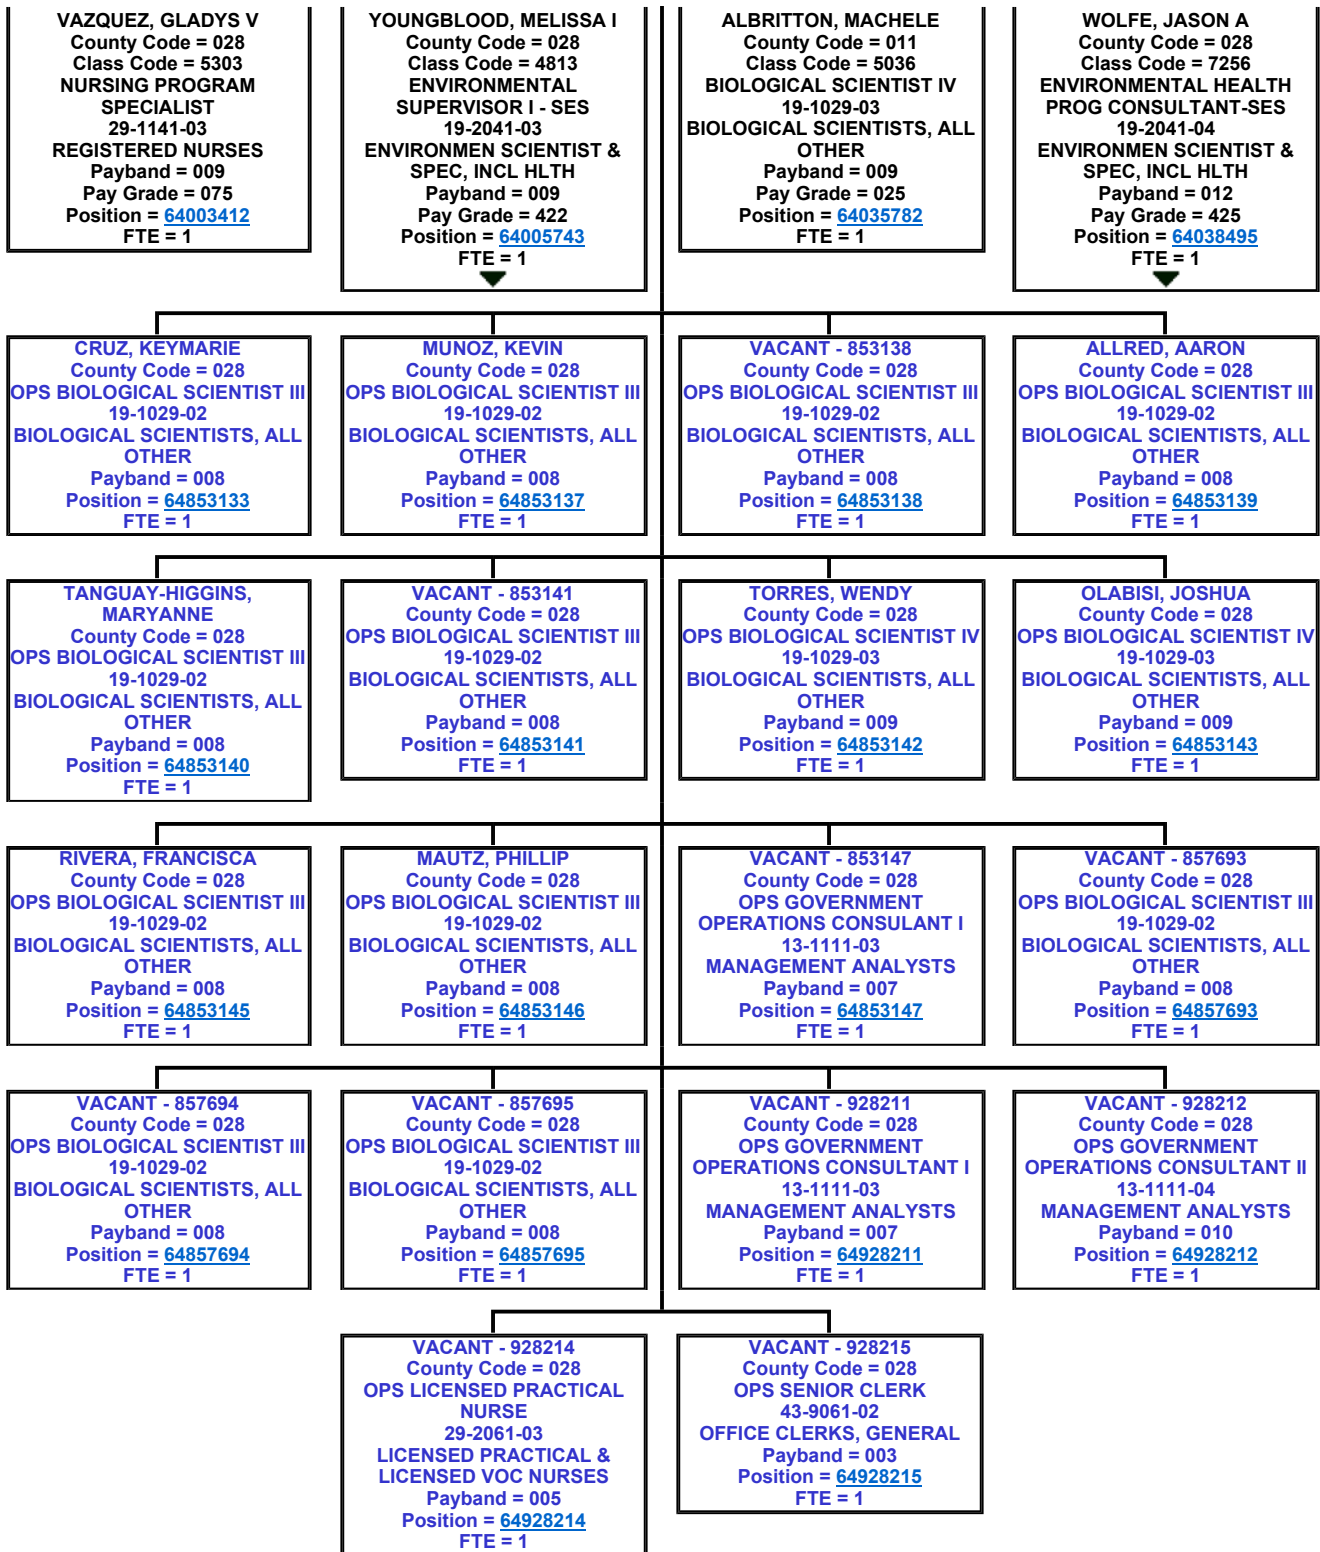 VAZQUEZ, GLADYS V
County Code = 028
Class Code = 5303
NURSING PROGRAM
SPECIALIST
29-1141-03
REGISTERED NURSES
Payband = 009
Pay Grade = 075
Position = 64003412
FTE = 1
YOUNGBLOOD, MELISSA I
County Code = 028
Class Code = 4813
ENVIRONMENTAL
SUPERVISOR I - SES
19-2041-03
ENVIRONMEN SCIENTIST &
SPEC, INCL HLTH
Payband = 009
Pay Grade = 422
Position = 64005743
FTE = 1
ALBRITTON, MACHELE
County Code = 011
Class Code = 5036
BIOLOGICAL SCIENTIST IV
19-1029-03
BIOLOGICAL SCIENTISTS, ALL
OTHER
Payband = 009
Pay Grade = 025
Position = 64035782
FTE = 1
WOLFE, JASON A
County Code = 028
Class Code = 7256
ENVIRONMENTAL HEALTH
PROG CONSULTANT-SES
19-2041-04
ENVIRONMEN SCIENTIST &
SPEC, INCL HLTH
Payband = 012
Pay Grade = 425
Position = 64038495
FTE = 1
CRUZ, KEYMARIE
County Code = 028
OPS BIOLOGICAL SCIENTIST III
19-1029-02
BIOLOGICAL SCIENTISTS, ALL
OTHER
Payband = 008
Position = 64853133
FTE = 1
MUNOZ, KEVIN
County Code = 028
OPS BIOLOGICAL SCIENTIST III
19-1029-02
BIOLOGICAL SCIENTISTS, ALL
OTHER
Payband = 008
Position = 64853137
FTE = 1
VACANT - 853138
County Code = 028
OPS BIOLOGICAL SCIENTIST III
19-1029-02
BIOLOGICAL SCIENTISTS, ALL
OTHER
Payband = 008
Position = 64853138
FTE = 1
ALLRED, AARON
County Code = 028
OPS BIOLOGICAL SCIENTIST III
19-1029-02
BIOLOGICAL SCIENTISTS, ALL
OTHER
Payband = 008
Position = 64853139
FTE = 1
TANGUAY-HIGGINS,
MARYANNE
County Code = 028
OPS BIOLOGICAL SCIENTIST III
19-1029-02
BIOLOGICAL SCIENTISTS, ALL
OTHER
Payband = 008
Position = 64853140
FTE = 1
VACANT - 853141
County Code = 028
OPS BIOLOGICAL SCIENTIST III
19-1029-02
BIOLOGICAL SCIENTISTS, ALL
OTHER
Payband = 008
Position = 64853141
FTE = 1
TORRES, WENDY
County Code = 028
OPS BIOLOGICAL SCIENTIST IV
19-1029-03
BIOLOGICAL SCIENTISTS, ALL
OTHER
Payband = 009
Position = 64853142
FTE = 1
OLABISI, JOSHUA
County Code = 028
OPS BIOLOGICAL SCIENTIST IV
19-1029-03
BIOLOGICAL SCIENTISTS, ALL
OTHER
Payband = 009
Position = 64853143
FTE = 1
RIVERA, FRANCISCA
County Code = 028
OPS BIOLOGICAL SCIENTIST III
19-1029-02
BIOLOGICAL SCIENTISTS, ALL
OTHER
Payband = 008
Position = 64853145
FTE = 1
MAUTZ, PHILLIP
County Code = 028
OPS BIOLOGICAL SCIENTIST III
19-1029-02
BIOLOGICAL SCIENTISTS, ALL
OTHER
Payband = 008
Position = 64853146
FTE = 1
VACANT - 853147
County Code = 028
OPS GOVERNMENT
OPERATIONS CONSULANT I
13-1111-03
MANAGEMENT ANALYSTS
Payband = 007
Position = 64853147
FTE = 1
VACANT - 857693
County Code = 028
OPS BIOLOGICAL SCIENTIST III
19-1029-02
BIOLOGICAL SCIENTISTS, ALL
OTHER
Payband = 008
Position = 64857693
FTE = 1
VACANT - 857694
County Code = 028
OPS BIOLOGICAL SCIENTIST III
19-1029-02
BIOLOGICAL SCIENTISTS, ALL
OTHER
Payband = 008
Position = 64857694
FTE = 1
VACANT - 857695
County Code = 028
OPS BIOLOGICAL SCIENTIST III
19-1029-02
BIOLOGICAL SCIENTISTS, ALL
OTHER
Payband = 008
Position = 64857695
FTE = 1
VACANT - 928211
County Code = 028
OPS GOVERNMENT
OPERATIONS CONSULTANT I
13-1111-03
MANAGEMENT ANALYSTS
Payband = 007
Position = 64928211
FTE = 1
VACANT - 928212
County Code = 028
OPS GOVERNMENT
OPERATIONS CONSULTANT II
13-1111-04
MANAGEMENT ANALYSTS
Payband = 010
Position = 64928212
FTE = 1
VACANT - 928214
County Code = 028
OPS LICENSED PRACTICAL
NURSE
29-2061-03
LICENSED PRACTICAL &
LICENSED VOC NURSES
Payband = 005
Position = 64928214
FTE = 1
VACANT - 928215
County Code = 028
OPS SENIOR CLERK
43-9061-02
OFFICE CLERKS, GENERAL
Payband = 003
Position = 64928215
FTE = 1